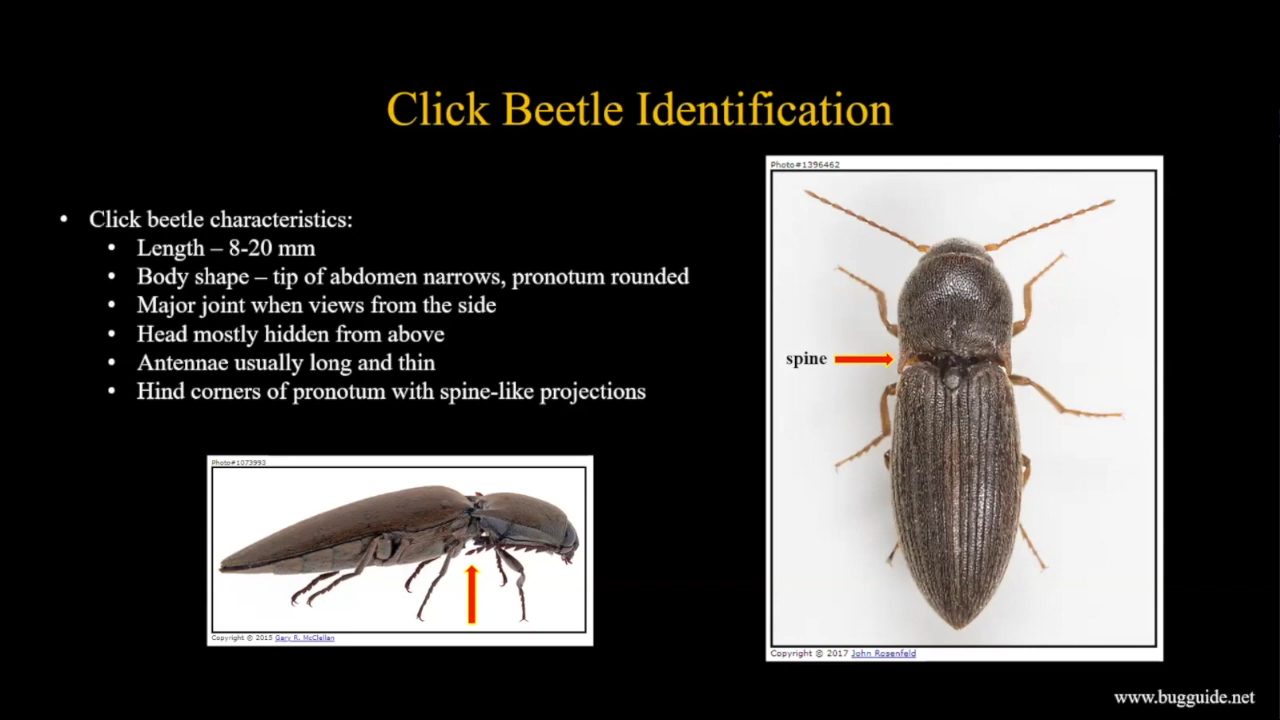 Click Beetle Identification
• Click beetle characteristics:
• Length – 8-20 mm
• Body shape – tip of abdomen narrows, pronotum rounded
• Major joint when views from the side
• Head mostly hidden from above
• Antennae usually long and thin
• Hind corners of pronotum with spine-like projections
Photo#1396462
spine
Copyright © 2017 John Rosenfeld
Photo#1073993
Copyright © 2015 Gary R. McClellan
www.bugguide.net